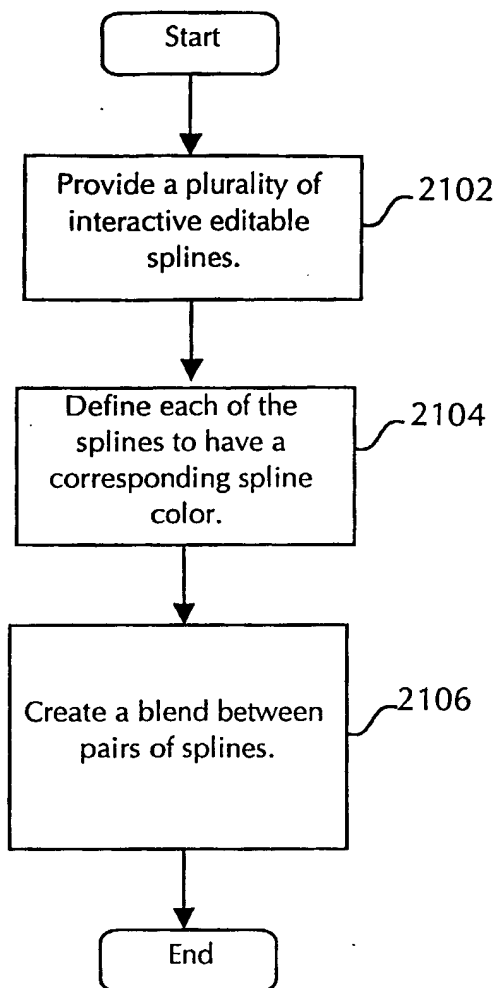 Start
Provide a plurality of
interactive editable
splines.
2102
Define each of the
splines to have a
corresponding spline
color.
2104
Create a blend between
pairs of splines.
2106
End